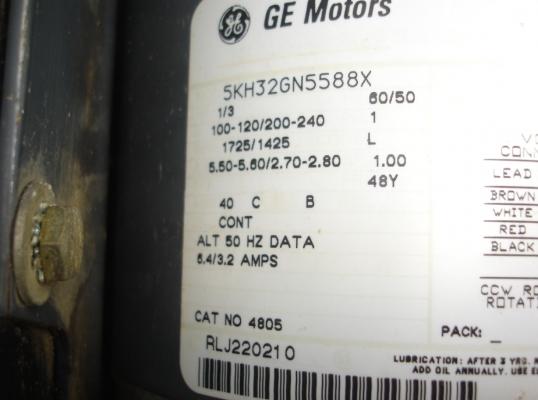 GE GE Motors
5KH32GN5588X
1/3 60/50
100-120/200-240 1
1725/1425 L
5.50-5.60/2.70-2.80 1.00
48Y
40 C B
CONT
ALT 50 HZ DATA
6.4/3.2 AMPS
CAT NO 4805
RLJ220210
LEAD
BROWN
WHITE
RED
BLACK
CCW
PACK: _
LUBRICATION: AFTER 3 YRS.
ADD OIL ANNUALLY. USE